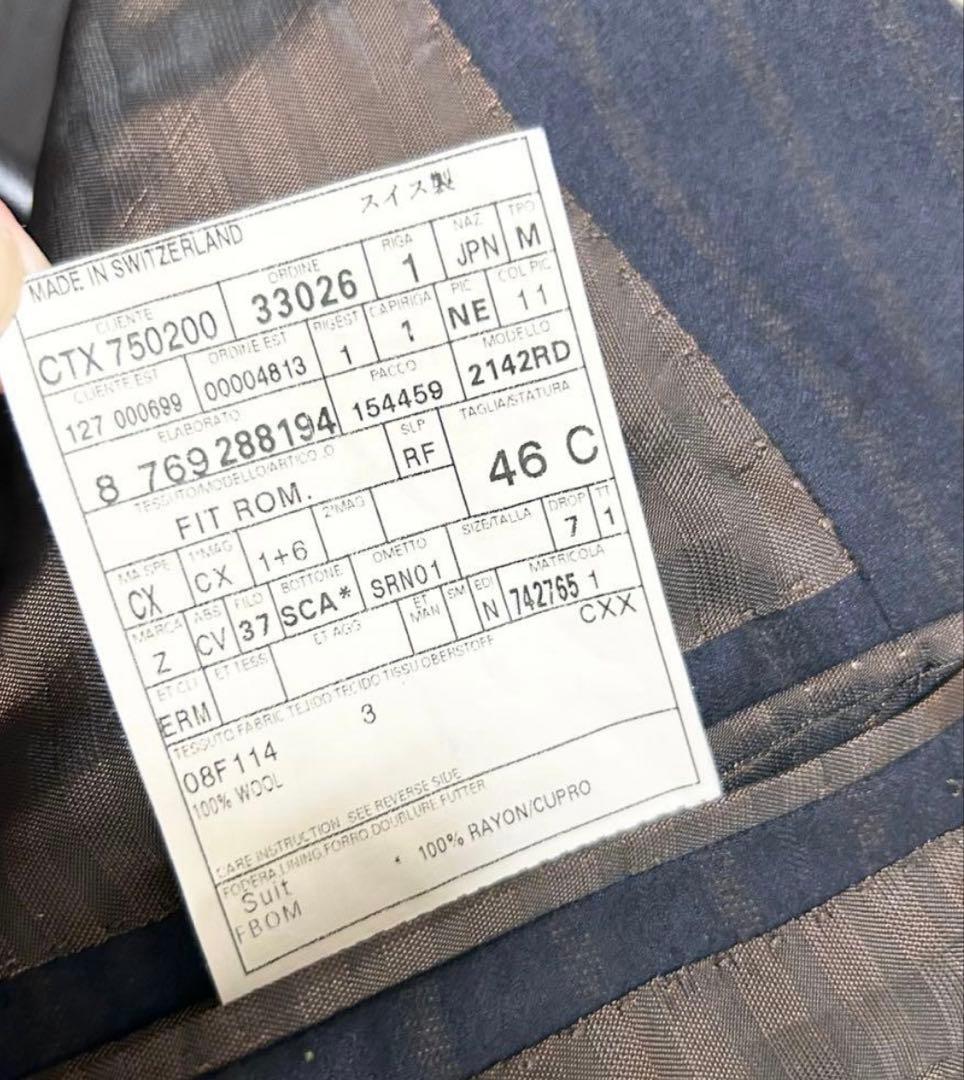 MADE IN SWITZERLAND スイス製
CLIENTE ORDINE RIGA NAZ TPO
CTX 750200 33026 1 JPN M
CLIENTE EST ORDINE EST RIGEST CAPIRIGA PIC COL PIC
127 000699 00004813 1 1 NE 11
ELABORATO PACCO MODELLO
8 769288194 154459 2142RD
TESSUTO/MODELLO/ARTICO.O SLP TAGLIA/STATURA
FIT ROM. RF 46 C
MA SPE 1°MAG 2°MAG
CX CX 1+6
MARCA ABS FILO BOTTONE OMETTO SIZE/TALLA DROP TT
Z CV 37 SCA* SRN01 7 1
ET CLI ET TESS ET AGG ET MAN SM EDI MATRICOLA
ERM N 742765 1
TESSUTO FABRIC TEJIDO TECIDO TISSU OBERSTOFF CXX
08F114 3
100% WOOL
CARE INSTRUCTION SEE REVERSE SIDE
FODERA LINING FORRO DOUBLURE FUTTER
Suit * 100% RAYON/CUPRO
FBOM